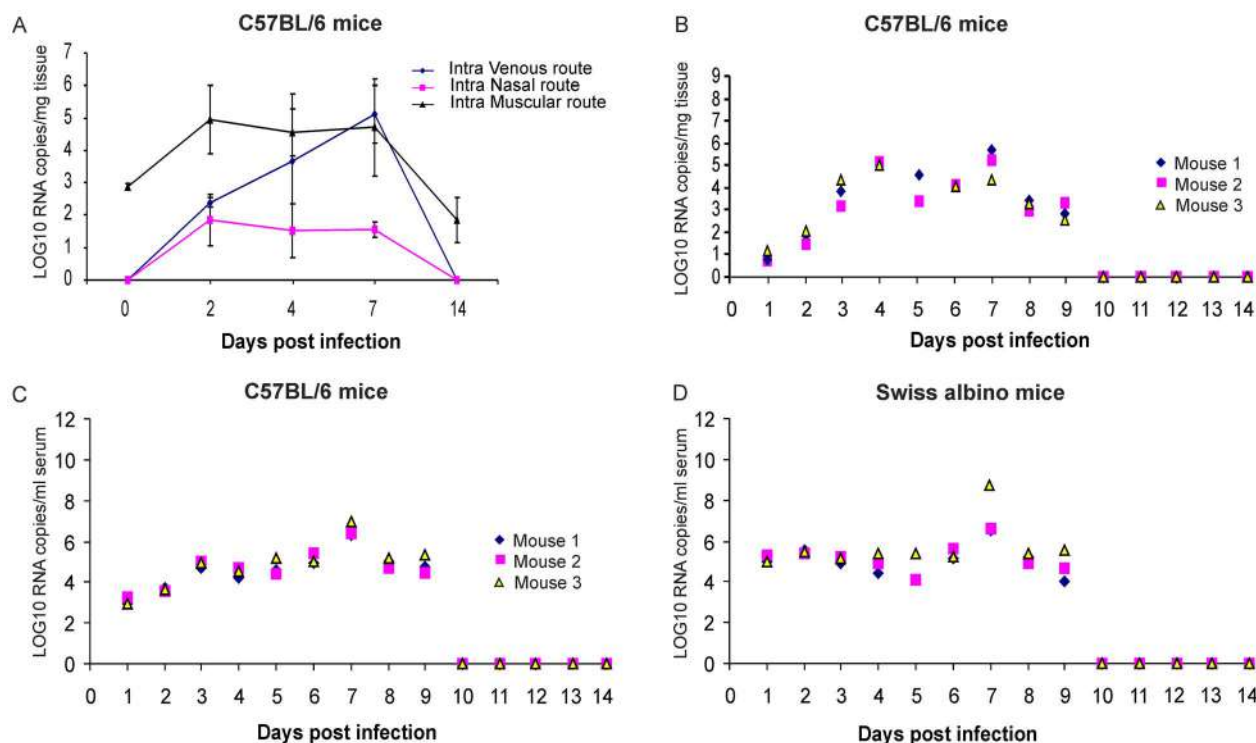 A
C57BL/6 mice
LOG10 RNA copies/mg tissue
7
6
5
4
3
2
1
0
Intra Venous route
Intra Nasal route
Intra Muscular route
0 2 4 7 14
Days post infection
B
C57BL/6 mice
LOG10 RNA copies/mg tissue
9
8
7
6
5
4
3
2
1
0
Mouse 1
Mouse 2
Mouse 3
0 1 2 3 4 5 6 7 8 9 10 11 12 13 14
Days post infection
C
C57BL/6 mice
LOG10 RNA copies/ml serum
12
10
8
6
4
2
0
Mouse 1
Mouse 2
Mouse 3
0 1 2 3 4 5 6 7 8 9 10 11 12 13 14
Days post infection
D
Swiss albino mice
LOG10 RNA copies/ml serum
12
10
8
6
4
2
0
Mouse 1
Mouse 2
Mouse 3
0 1 2 3 4 5 6 7 8 9 10 11 12 13 14
Days post infection